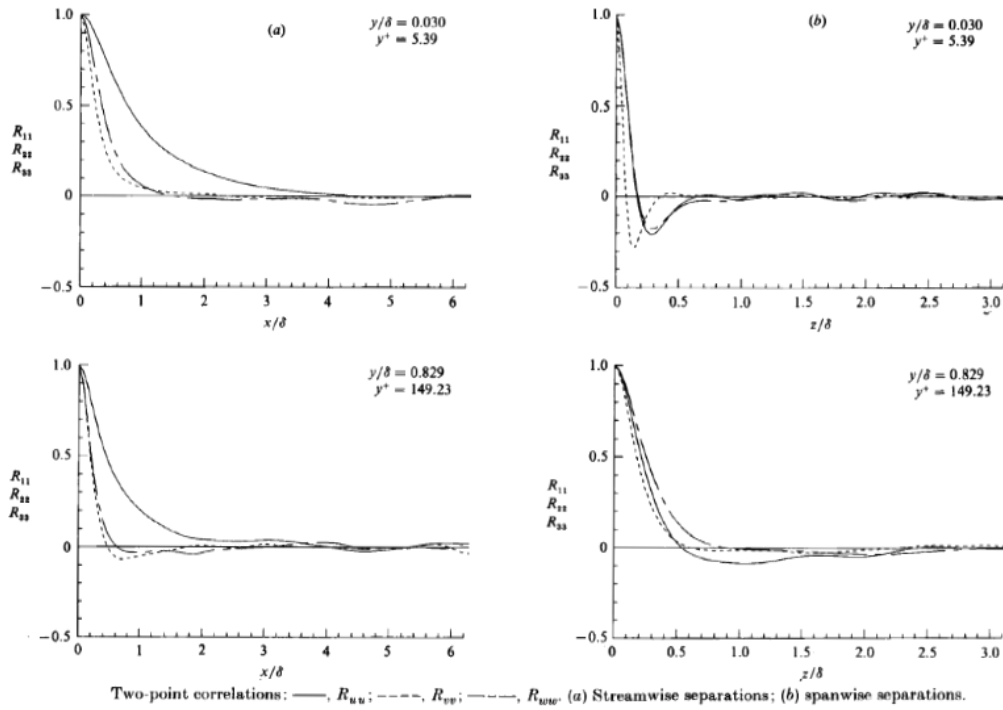 1.0
(a)
y/δ = 0.030
y⁺ = 5.39
0.5
R₁₁
R₂₂
R₃₃
0
−0.5
0 1 2 3 4 5 6
x/δ
1.0
(b)
y/δ = 0.030
y⁺ = 5.39
0.5
R₁₁
R₂₂
R₃₃
0
−0.5
0 0.5 1.0 1.5 2.0 2.5 3.0
z/δ
1.0
y/δ = 0.829
y⁺ = 149.23
0.5
R₁₁
R₂₂
R₃₃
0
−0.5
0 1 2 3 4 5 6
x/δ
1.0
y/δ = 0.829
y⁺ = 149.23
0.5
R₁₁
R₂₂
R₃₃
0
−0.5
0 0.5 1.0 1.5 2.0 2.5 3.0
z/δ
Two-point correlations: ——, Rᵤᵤ; ----, Rᵥᵥ; — —, R_ww. (a) Streamwise separations; (b) spanwise separations.